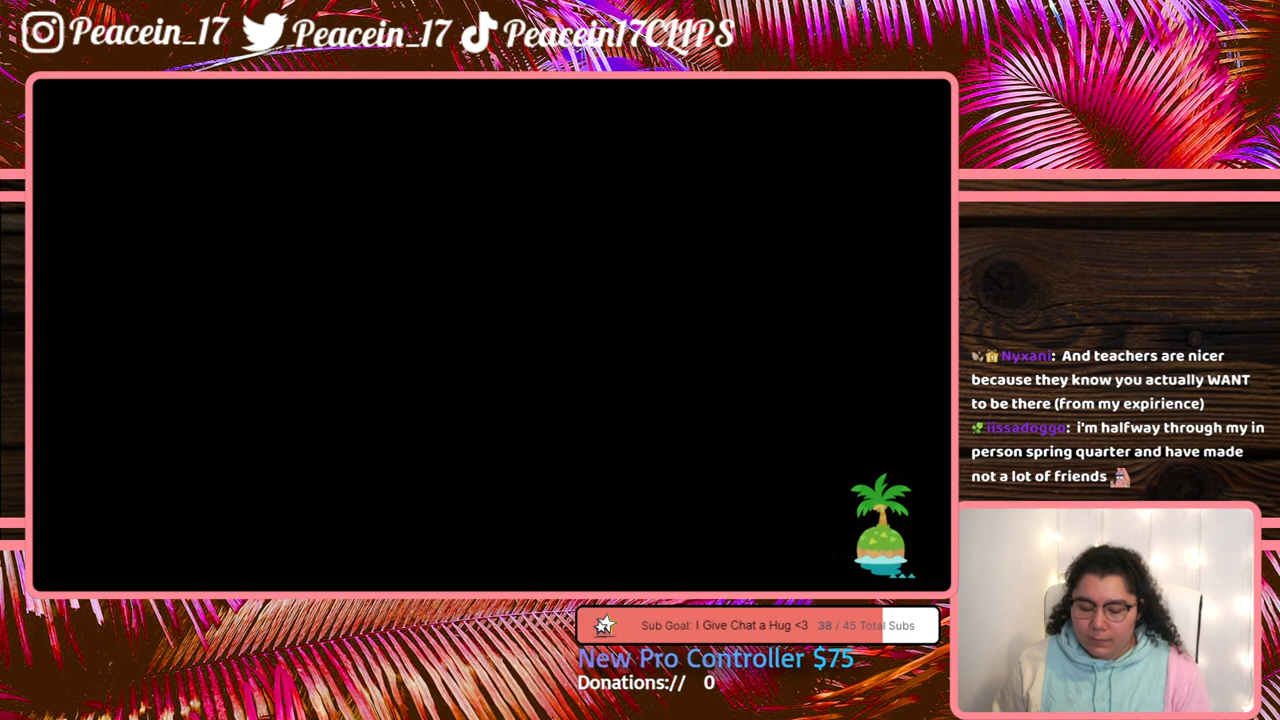 Peacein_17 Peacein_17 Peacein17CLIPS
Nyxani: And teachers are nicer
because they know you actually WANT
to be there (from my expirience)
iissadoggo: i'm halfway through my in
person spring quarter and have made
not a lot of friends
Sub Goal: I Give Chat a Hug <3 38 / 45 Total Subs
New Pro Controller $75
Donations:// 0